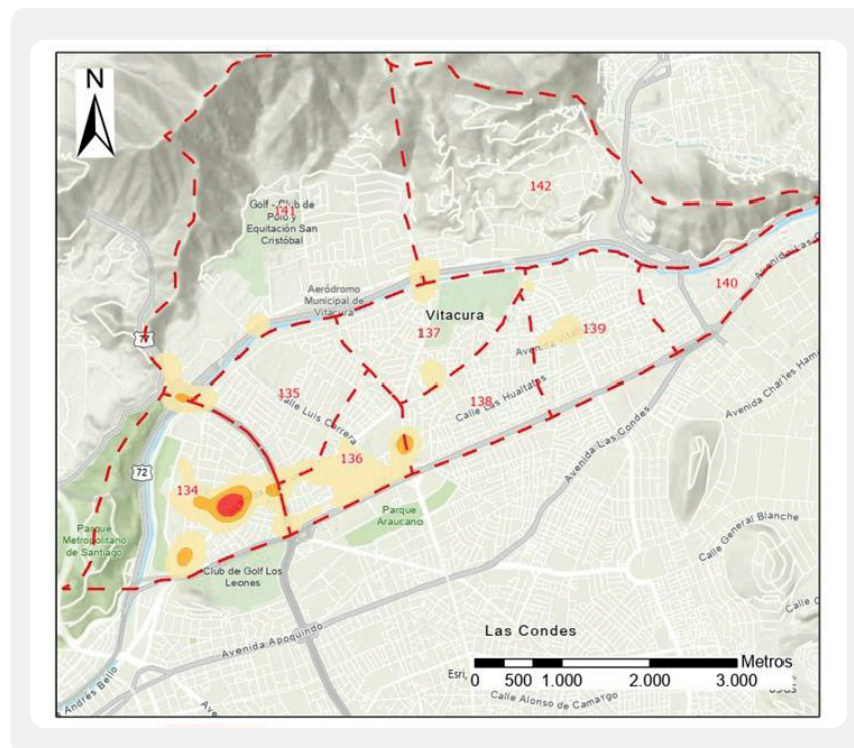 N
142
Golf - Club de
141
Polo y
Equitación San
Cristóbal
140
Aeródromo
Municipal de
Vitacura
Vitacura
77
137
139
135
138
Calle Luis Carrera
136
72
134
Parque
Araucano
Parque
Metropolitano
de Santiago
Club de Golf Los
Leones
Calle Las Hualtatas
Avenida Las Condes
Avenida Charles Ham
Calle General Blanche
Las Condes
Avenida Apoquindo
Andrés Bello
Esri,
Metros
0 500 1.000 2.000 3.000
Calle Alonso de Camargo